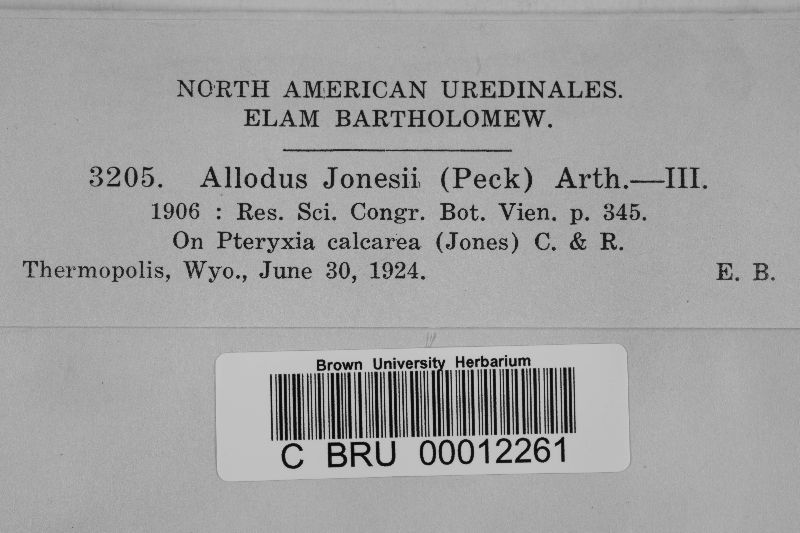 NORTH AMERICAN UREDINALES.
ELAM BARTHOLOMEW.
3205. Allodus Jonesii (Peck) Arth.—III.
1906 : Res. Sci. Congr. Bot. Vien. p. 345.
On Pteryxia calcarea (Jones) C. & R.
Thermopolis, Wyo., June 30, 1924. E. B.
Brown University Herbarium
C BRU 00012261